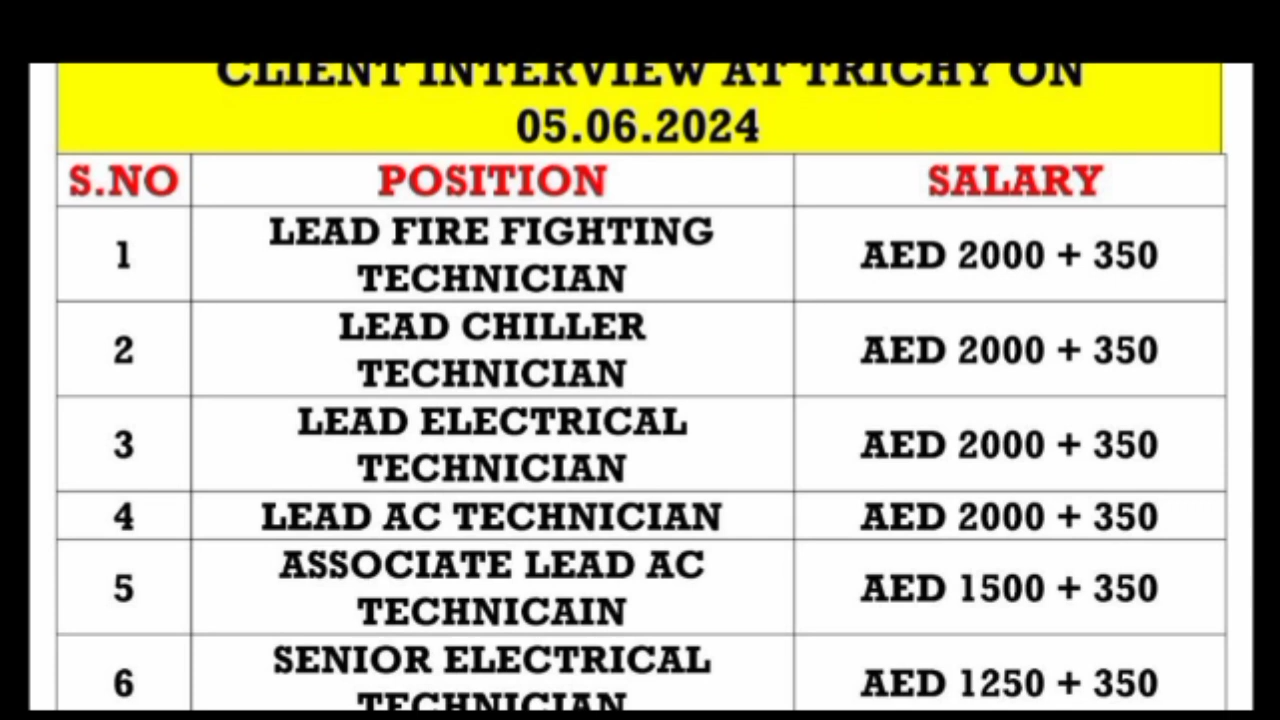 CLIENT INTERVIEW AT TRICHY ON
05.06.2024
S.NO POSITION SALARY
1 LEAD FIRE FIGHTING
TECHNICIAN AED 2000 + 350
2 LEAD CHILLER
TECHNICIAN AED 2000 + 350
3 LEAD ELECTRICAL
TECHNICIAN AED 2000 + 350
4 LEAD AC TECHNICIAN AED 2000 + 350
5 ASSOCIATE LEAD AC
TECHNICAIN AED 1500 + 350
6 SENIOR ELECTRICAL
TECHNICIAN AED 1250 + 350